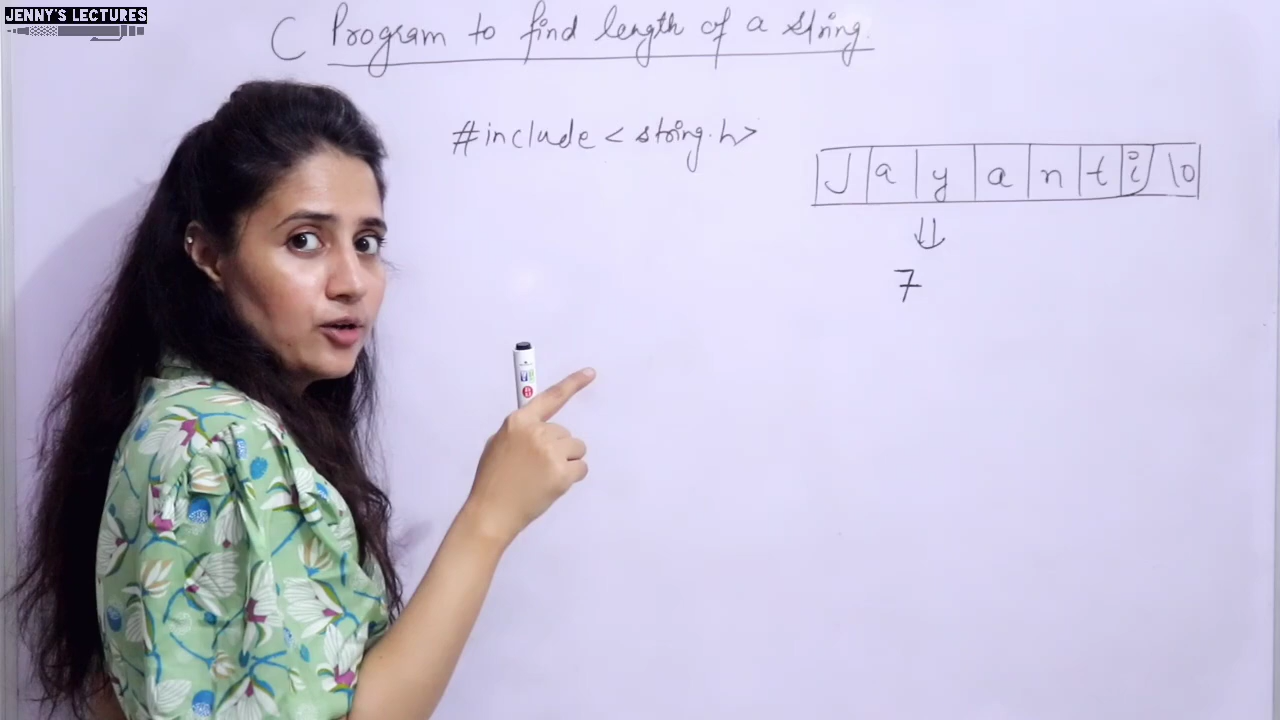 JENNY'S LECTURES
C Program to find length of a string.
#include < string.h>
J a y a n t i \0
7